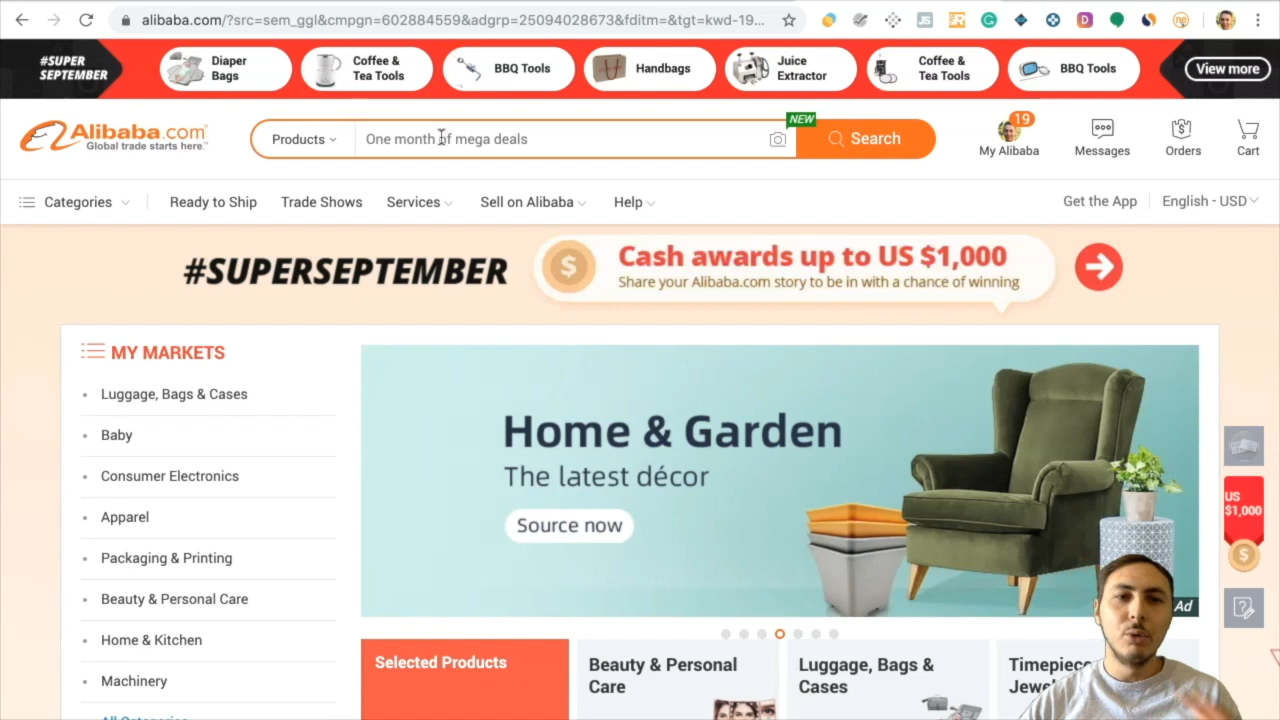 alibaba.com/?src=sem_ggl&cmpgn=602884559&adgrp=25094028673&fditm=&tgt=kwd-19...
#SUPER
SEPTEMBER
Diaper
Bags
Coffee &
Tea Tools
BBQ Tools
Handbags
Juice
Extractor
Coffee &
Tea Tools
BBQ Tools
View more
Alibaba.com
Global trade starts here.™
Products
One month of mega deals
NEW
Search
19
My Alibaba
Messages
Orders
Cart
Categories
Ready to Ship
Trade Shows
Services
Sell on Alibaba
Help
Get the App
English - USD
#SUPERSEPTEMBER
$
Cash awards up to US $1,000
Share your Alibaba.com story to be in with a chance of winning
MY MARKETS
Luggage, Bags & Cases
Baby
Consumer Electronics
Apparel
Packaging & Printing
Beauty & Personal Care
Home & Kitchen
Machinery
All Categories
Home & Garden
The latest décor
Source now
Ad
US
$1,000
$
Selected Products
Beauty & Personal
Care
Luggage, Bags &
Cases